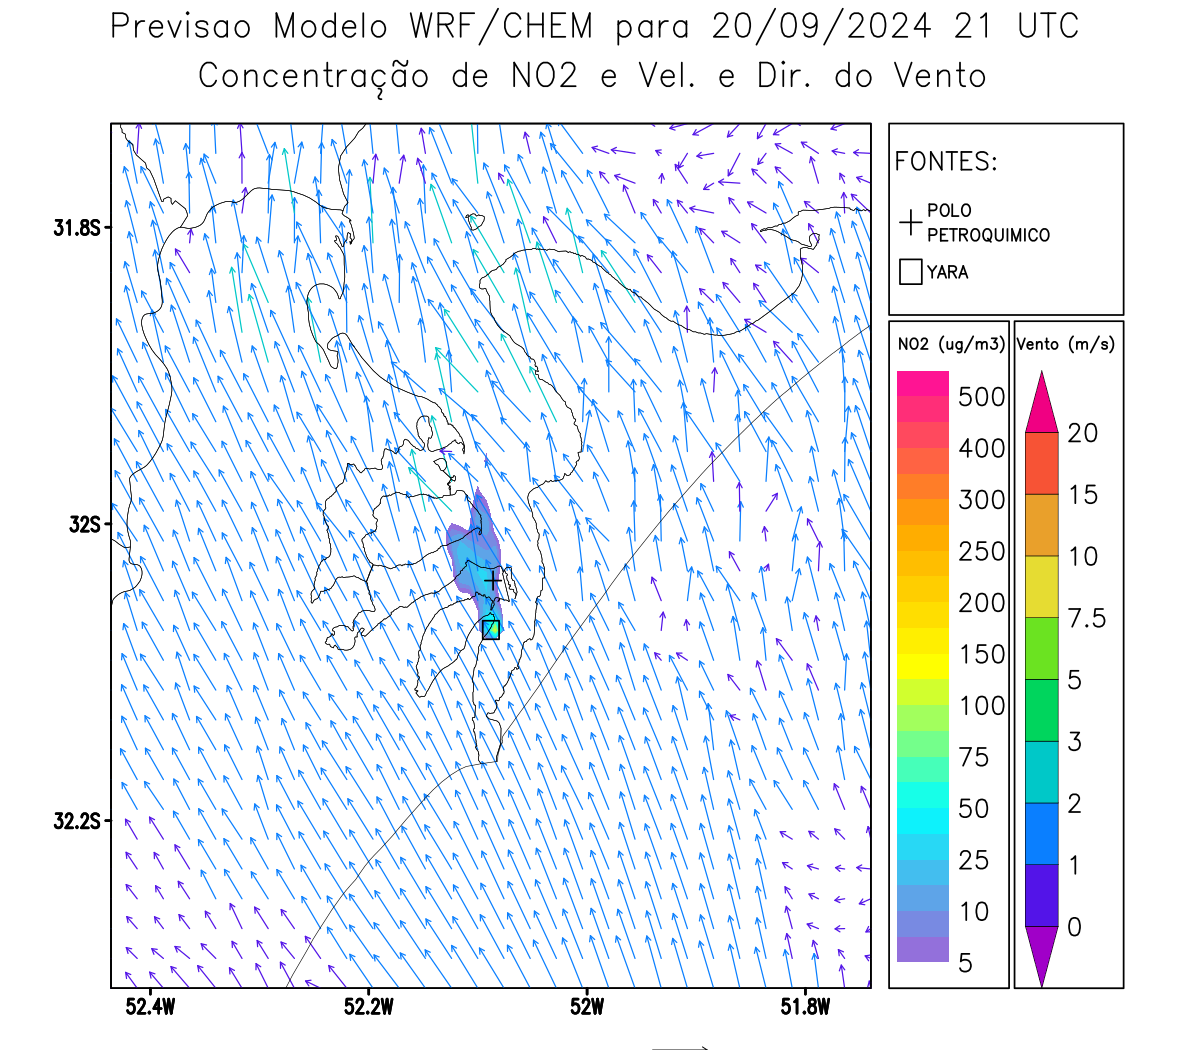 Previsao Modelo WRF/CHEM para 20/09/2024 21 UTC
Concentração de NO2 e Vel. e Dir. do Vento
FONTES:
POLO
PETROQUIMICO
YARA
NO2 (ug/m3)
500
400
300
250
200
150
100
75
50
25
10
5
Vento (m/s)
20
15
10
7.5
5
3
2
1
0
31.8S
32S
32.2S
52.4W 52.2W 52W 51.8W